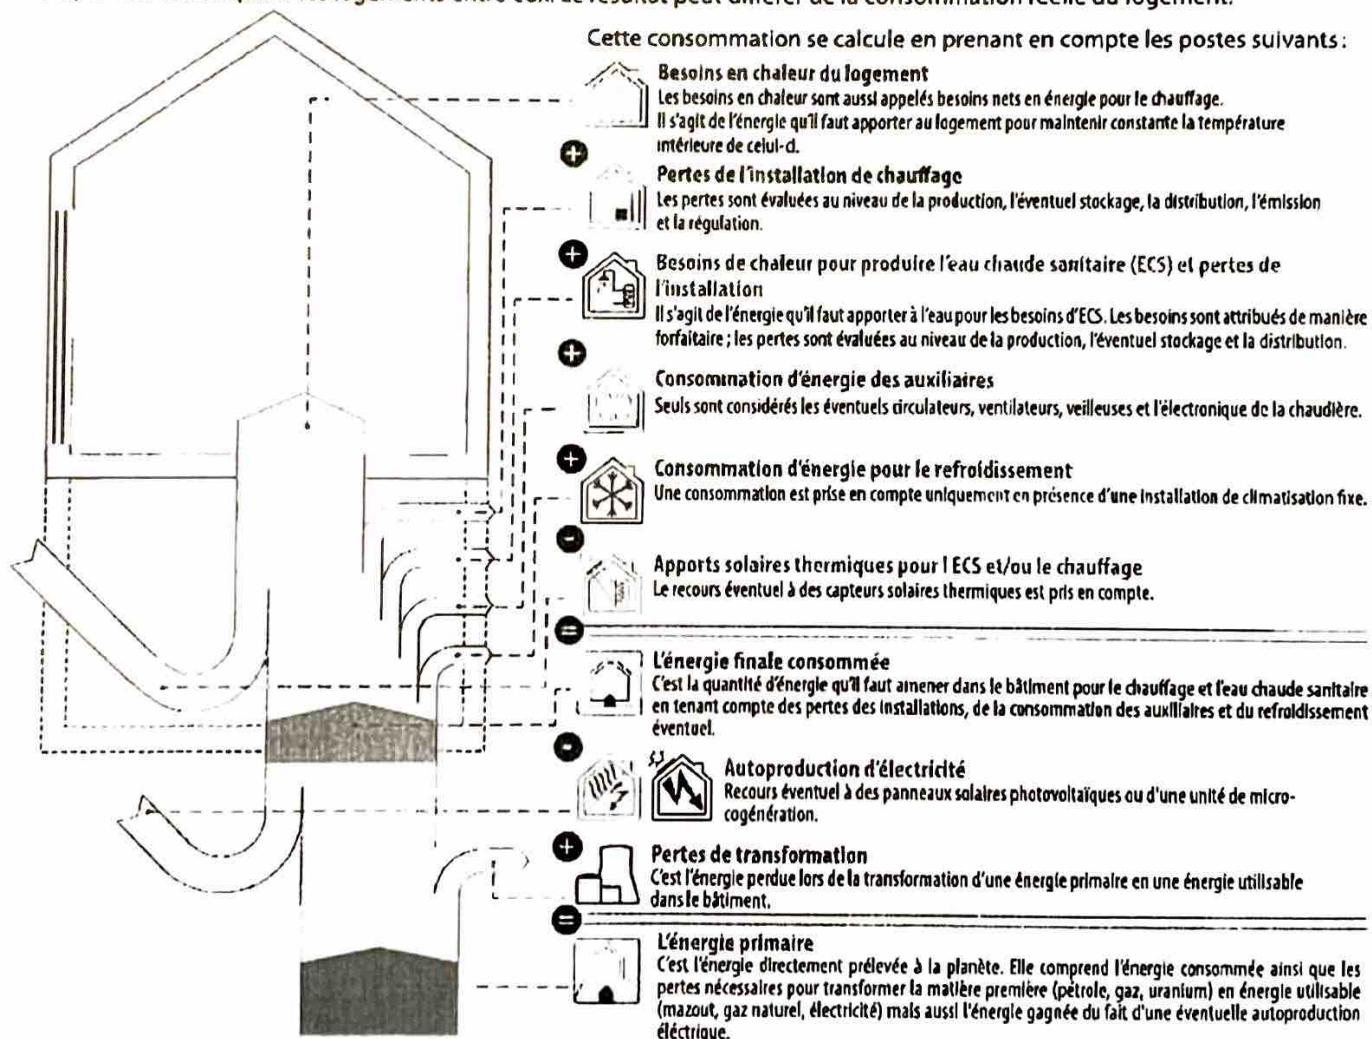 Cette consommation se calcule en prenant en compte les postes suivants :
Besoins en chaleur du logement
Les besoins en chaleur sont aussi appelés besoins nets en énergie pour le chauffage.
Il s'agit de l'énergie qu'il faut apporter au logement pour maintenir constante la température
intérieure de celui-ci.
+
Pertes de l'installation de chauffage
Les pertes sont évaluées au niveau de la production, l'éventuel stockage, la distribution, l'émission
et la régulation.
+
Besoins de chaleur pour produire l'eau chaude sanitaire (ECS) et pertes de
l'installation
Il s'agit de l'énergie qu'il faut apporter à l'eau pour les besoins d'ECS. Les besoins sont attribués de manière
forfaitaire ; les pertes sont évaluées au niveau de la production, l'éventuel stockage et la distribution.
+
Consommation d'énergie des auxiliaires
Seuls sont considérés les éventuels circulateurs, ventilateurs, veilleuses et l'électronique de la chaudière.
+
Consommation d'énergie pour le refroidissement
Une consommation est prise en compte uniquement en présence d'une installation de climatisation fixe.
-
Apports solaires thermiques pour l'ECS et/ou le chauffage
Le recours éventuel à des capteurs solaires thermiques est pris en compte.
=
L'énergie finale consommée
C'est la quantité d'énergie qu'il faut amener dans le bâtiment pour le chauffage et l'eau chaude sanitaire
en tenant compte des pertes des installations, de la consommation des auxiliaires et du refroidissement
éventuel.
-
Autoproduction d'électricité
Recours éventuel à des panneaux solaires photovoltaïques ou d'une unité de micro-
cogénération.
+
Pertes de transformation
C'est l'énergie perdue lors de la transformation d'une énergie primaire en une énergie utilisable
dans le bâtiment.
=
L'énergie primaire
C'est l'énergie directement prélevée à la planète. Elle comprend l'énergie consommée ainsi que les
pertes nécessaires pour transformer la matière première (pétrole, gaz, uranium) en énergie utilisable
(mazout, gaz naturel, électricité) mais aussi l'énergie gagnée du fait d'une éventuelle autoproduction
éléctrique.